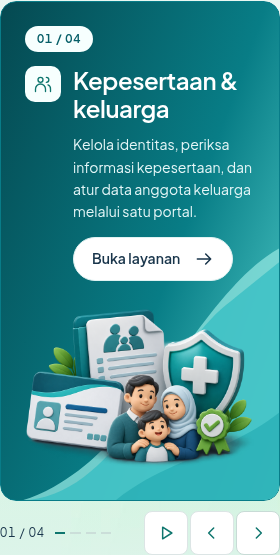 01 / 04
Kepesertaan &
keluarga
Kelola identitas, periksa
informasi kepesertaan, dan
atur data anggota keluarga
melalui satu portal.
Buka layanan
01 / 04